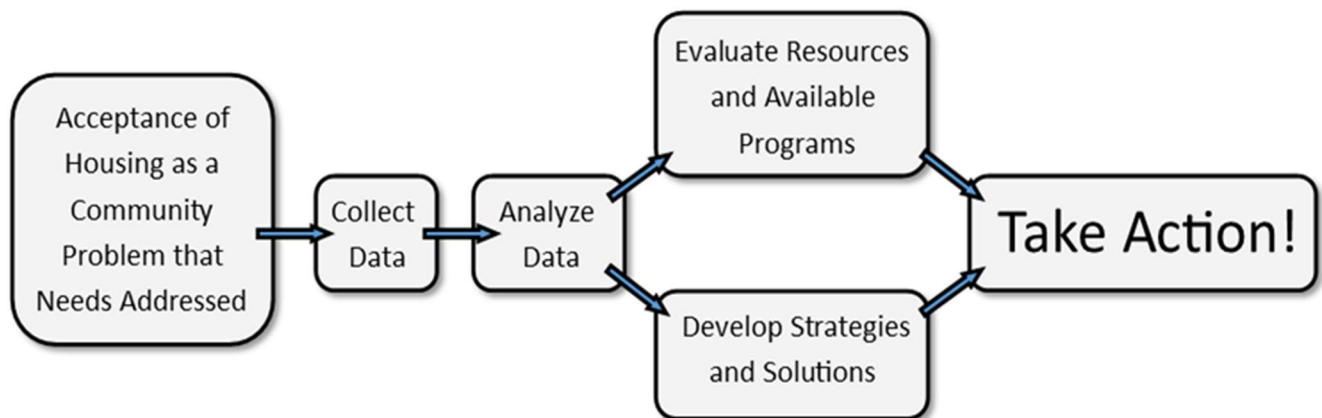 Acceptance of
Housing as a
Community
Problem that
Needs Addressed
Collect
Data
Analyze
Data
Evaluate Resources
and Available
Programs
Develop Strategies
and Solutions
Take Action!